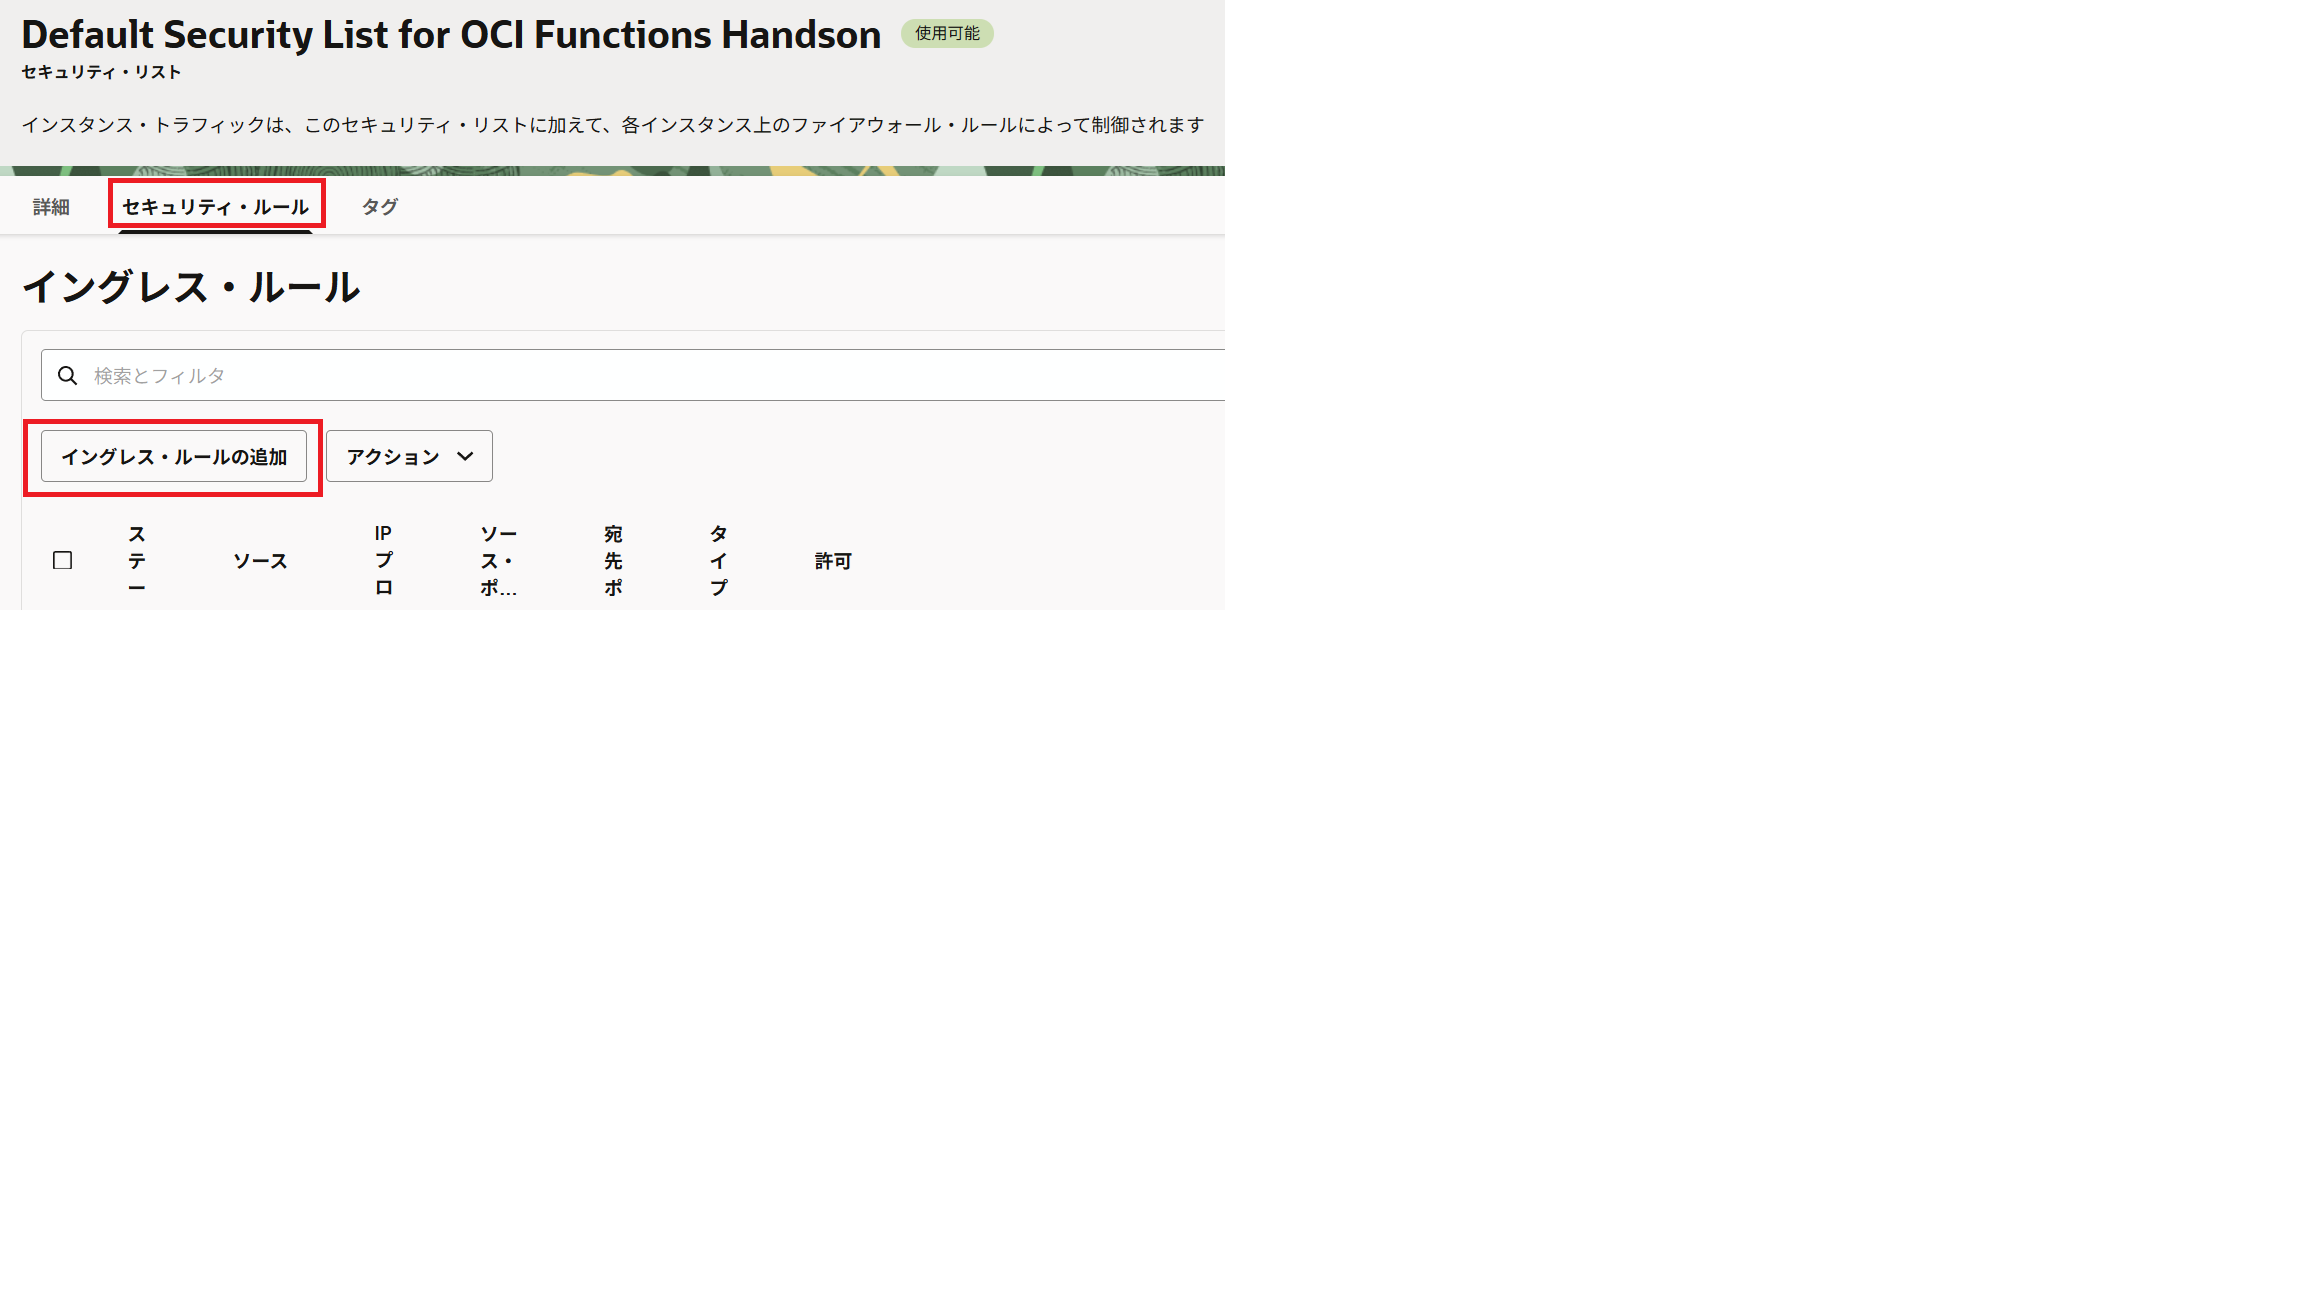 Default Security List for OCI Functions Handson 使用可能
セキュリティ・リスト
インスタンス・トラフィックは、このセキュリティ・リストに加えて、各インスタンス上のファイアウォール・ルールによって制御されます
詳細 セキュリティ・ルール タグ
イングレス・ルール
検索とフィルタ
イングレス・ルールの追加 アクション
ステー ソース IPプロ ソース・ポ... 宛先ポ タイプ 許可